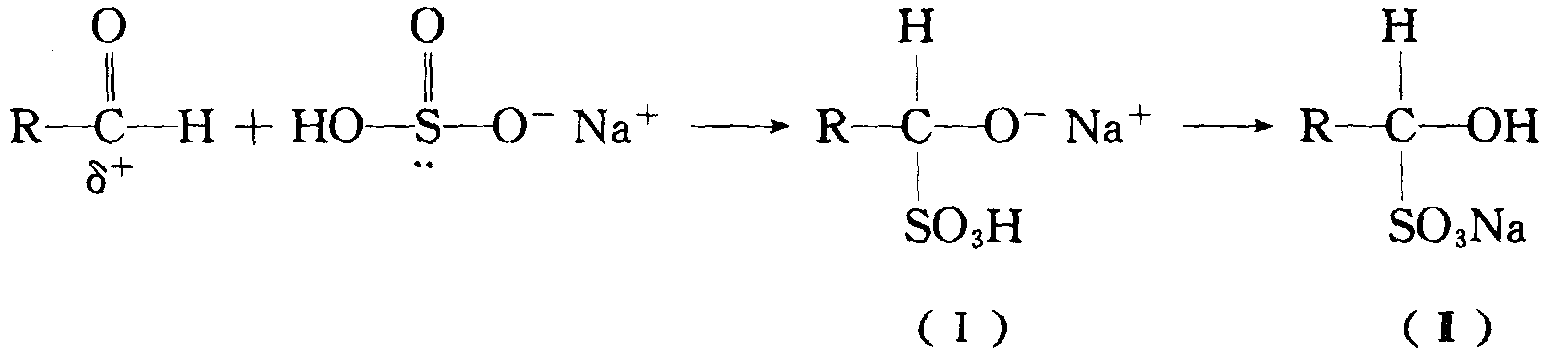 O O H H
R—C—H + HO—S—O⁻ Na⁺ ⟶ R—C—O⁻ Na⁺ ⟶ R—C—OH
δ⁺ ··
SO₃H SO₃Na
( I ) ( II )